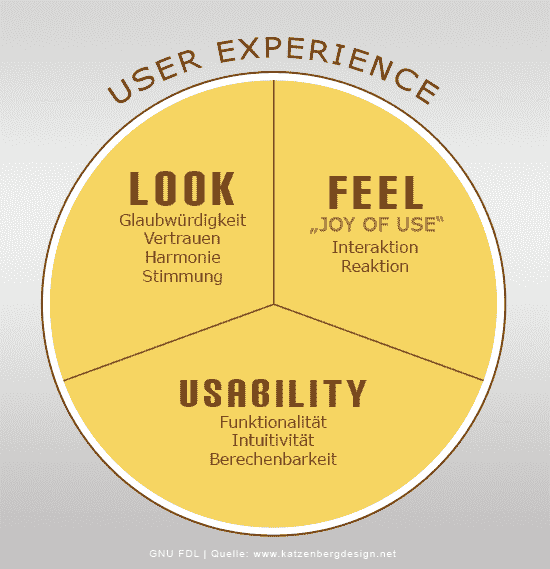 USER EXPERIENCE
LOOK
Glaubwürdigkeit
Vertrauen
Harmonie
Stimmung
FEEL
„JOY OF USE“
Interaktion
Reaktion
USABILITY
Funktionalität
Intuitivität
Berechenbarkeit
GNU FDL | Quelle: www.katzenbergdesign.net